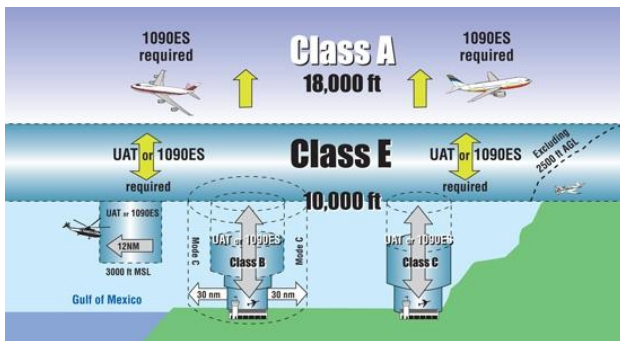 1090ES
required
Class A
18,000 ft
1090ES
required
UAT or 1090ES
required
Class E
10,000 ft
UAT or 1090ES
required
Excluding
2500 ft AGL
UAT or 1090ES
12NM
3000 ft MSL
Gulf of Mexico
Mode C
UAT or 1090ES
Class B
Mode C
30 nm
30 nm
UAT or 1090ES
Class C